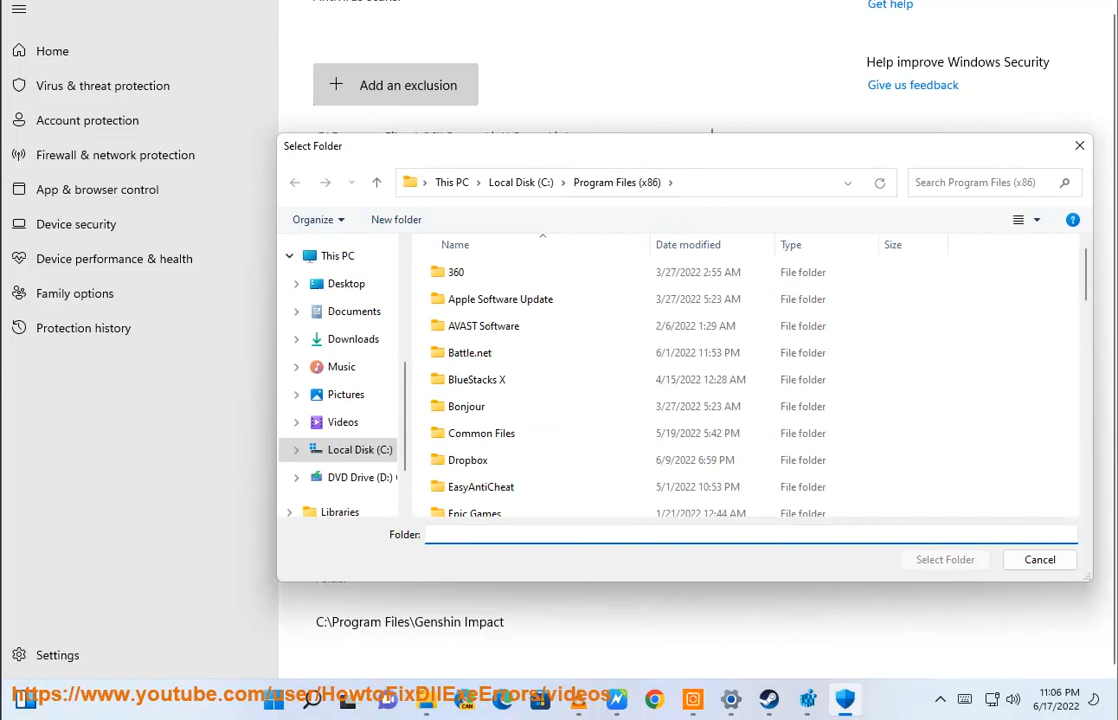 Get help
Home
Help improve Windows Security
Virus & threat protection
Add an exclusion
Give us feedback
Account protection
Select Folder
Firewall & network protection
This PC
Local Disk (C:)
Program Files (x86)
Search Program Files (x86)
App & browser control
Organize
New folder
Device security
Name
Date modified
Type
Size
Device performance & health
This PC
360
3/27/2022 2:55 AM
File folder
Family options
Desktop
Apple Software Update
3/27/2022 5:23 AM
File folder
Protection history
Documents
AVAST Software
2/6/2022 1:29 AM
File folder
Downloads
Battle.net
6/1/2022 11:53 PM
File folder
Music
BlueStacks X
4/15/2022 12:28 AM
File folder
Pictures
Bonjour
3/27/2022 5:23 AM
File folder
Videos
Common Files
5/19/2022 5:42 PM
File folder
Local Disk (C:)
Dropbox
6/9/2022 6:59 PM
File folder
DVD Drive (D:)
EasyAntiCheat
5/1/2022 10:53 PM
File folder
Libraries
Epic Games
1/21/2022 12:44 AM
File folder
Folder:
Select Folder
Cancel
C:\Program Files\Genshin Impact
Settings
https://www.youtube.com/user/HowtoFixDllExeErrors/videos
11:06 PM
6/17/2022